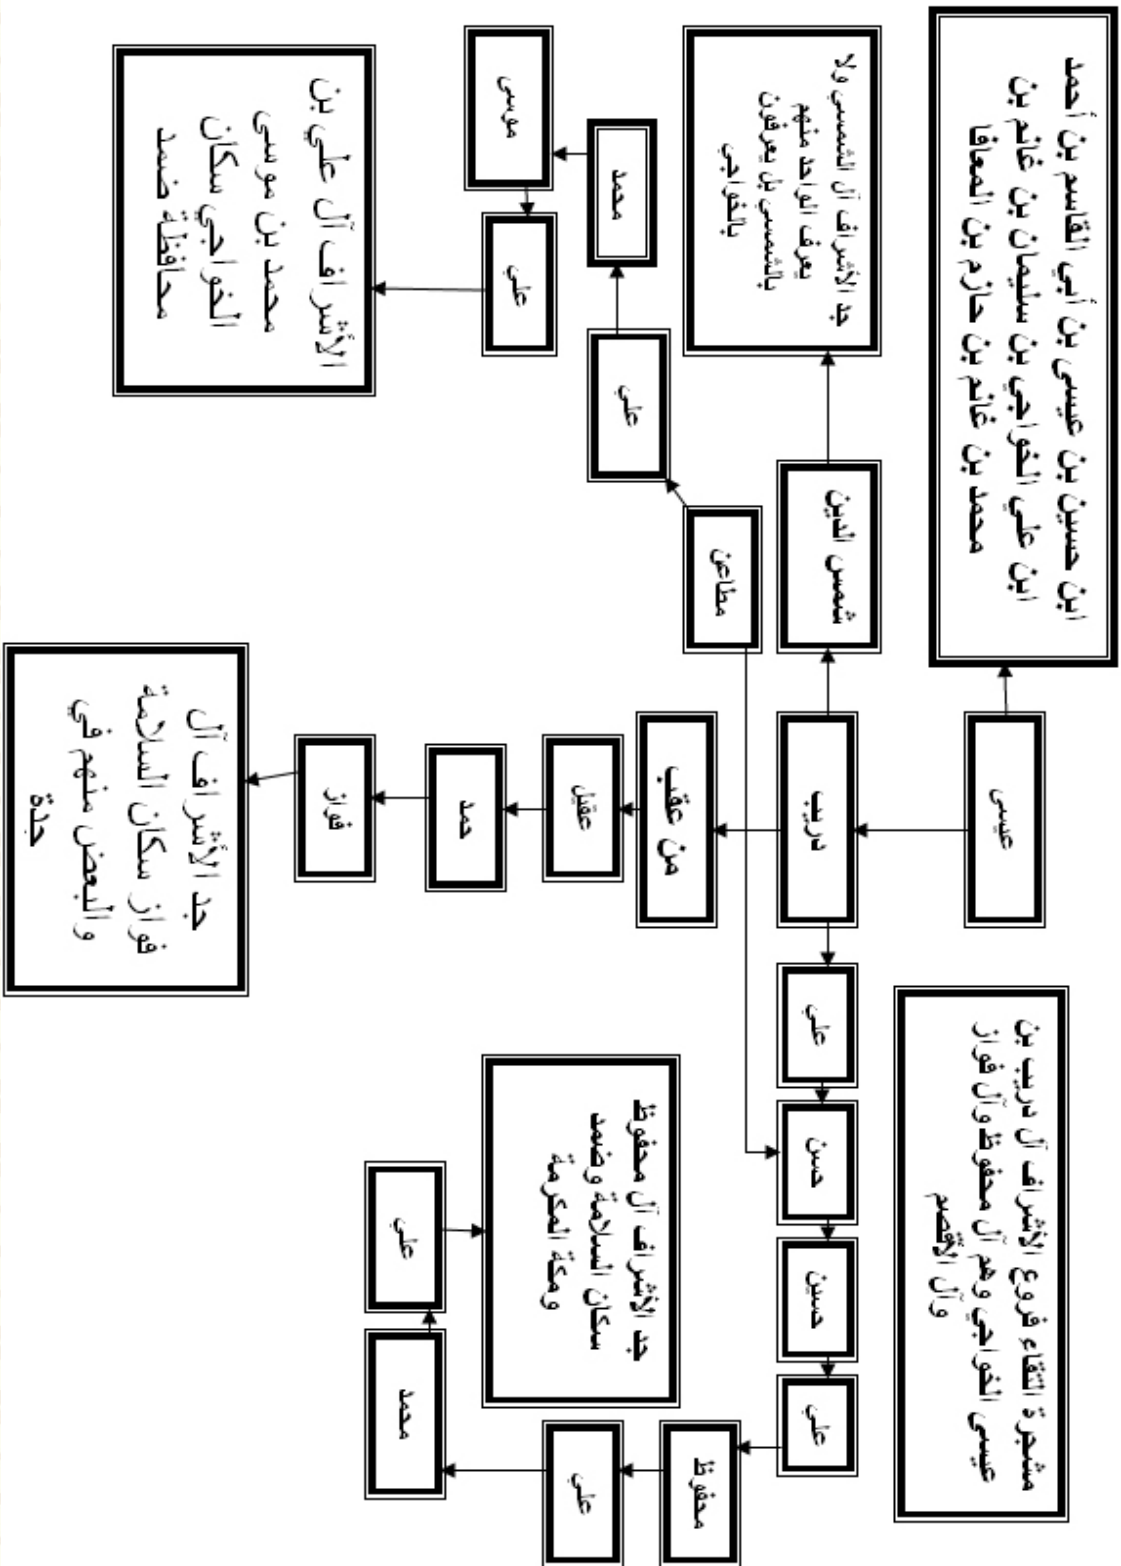 مشجرة التقاء فروع الأشراف آل دريب بن
عيسى الخواجي وهم آل محفوظ وآل فواز
وآل الأقصم
عيسى
ابن حسين بن عيسى بن أبي القاسم بن أحمد
ابن علي الخواجي بن سليمان بن غانم بن
محمد بن غانم بن حازم بن المعافا
علي
حسين
حسن
علي
دريب
شمس الدين
جد الأشراف آل الشمسي ولا
يعرف الواحد منهم
بالشمسي بل يعرفون
بالخواجي
محفوظ
من عقب
مطاعن
جد الأشراف آل محفوظ
سكان السلامة وضمد
ومكة المكرمة
علي
عقيل
علي
محمد
محمد
علي
حمد
علي
موسى
فواز
الأشراف آل علي بن
محمد بن موسى
الخواجي سكان
محافظة ضمد
جد الأشراف آل
فواز سكان السلامة
والبعض منهم في
جدة